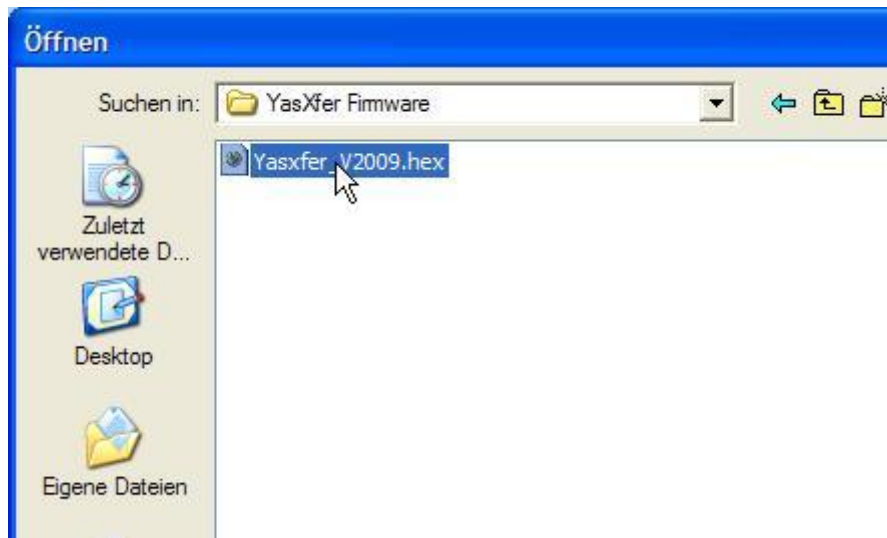 Öffnen
Suchen in: YasXfer Firmware
Yasxfer_V2009.hex
Zuletzt
verwendete D...
Desktop
Eigene Dateien